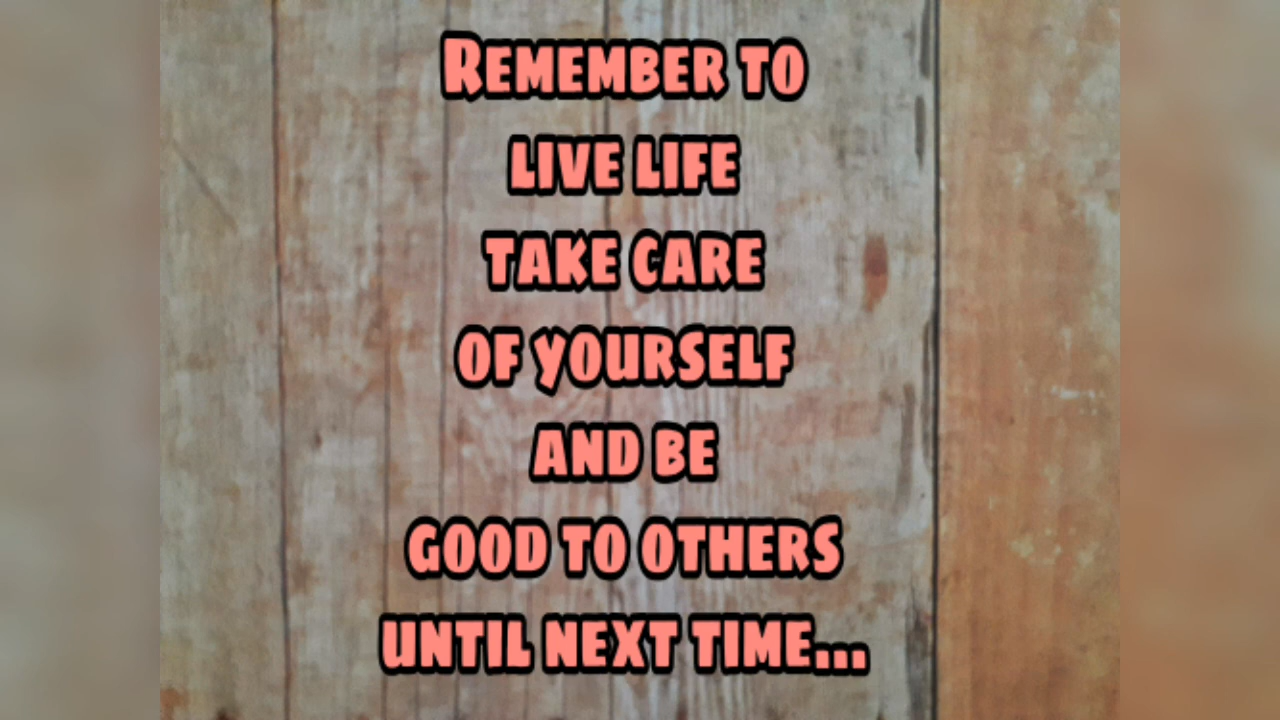 Remember to
live life
take care
of yourself
and be
good to others
until next time...